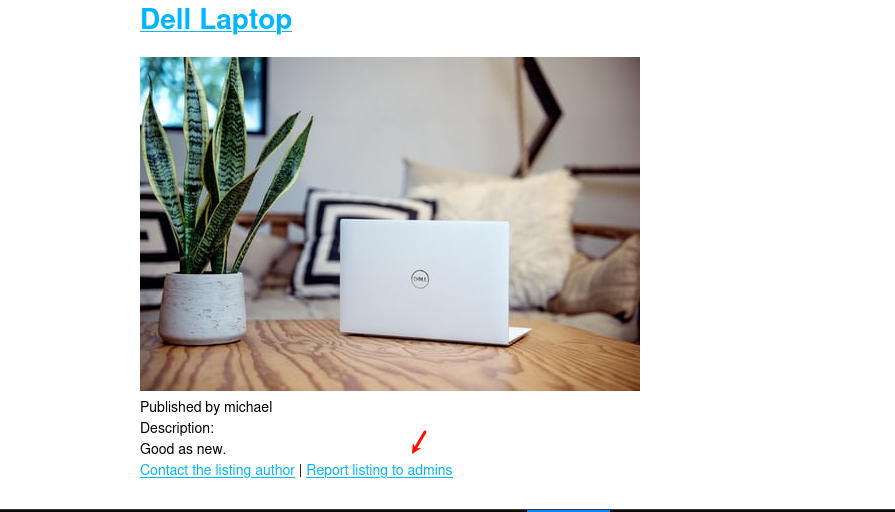 Dell Laptop
DELL
Published by michael
Description:
Good as new.
Contact the listing author | Report listing to admins